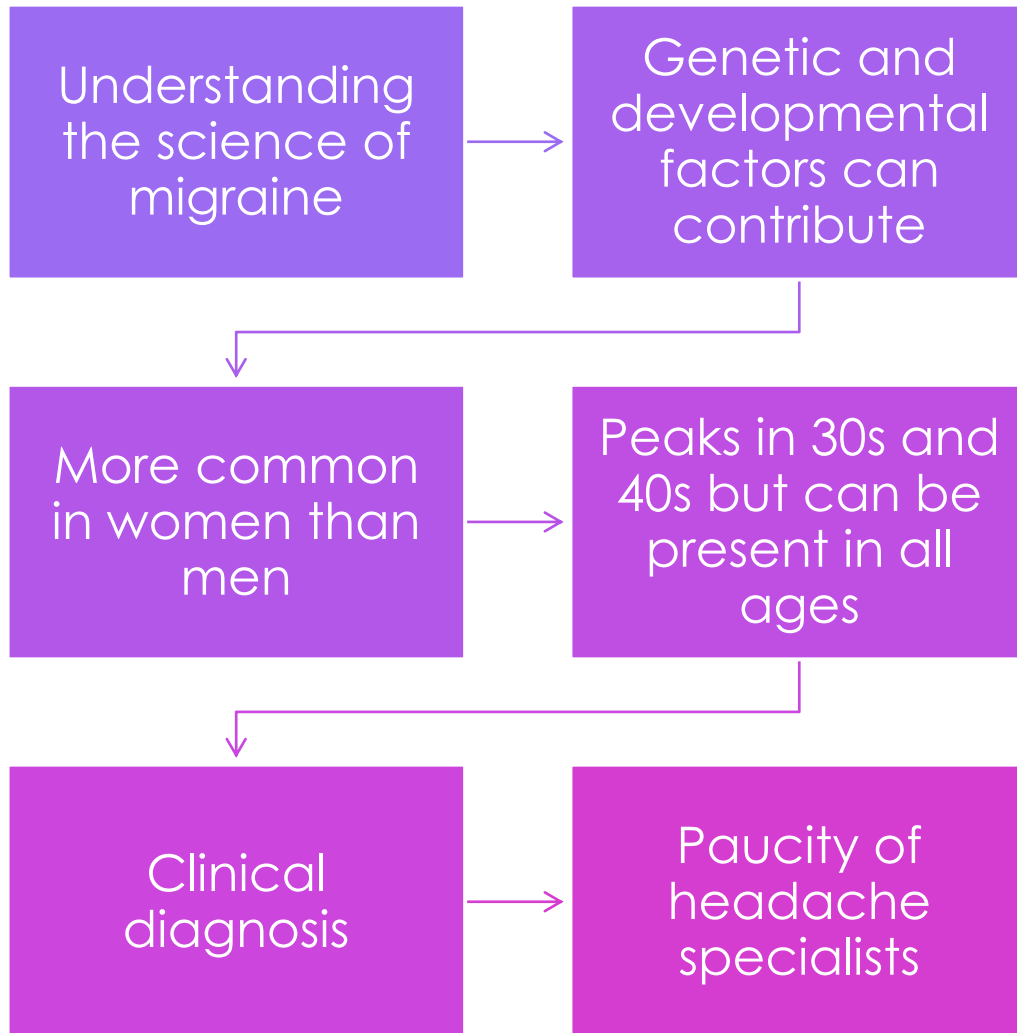 Understanding
the science of
migraine
Genetic and
developmental
factors can
contribute
More common
in women than
men
Peaks in 30s and
40s but can be
present in all
ages
Clinical
diagnosis
Paucity of
headache
specialists